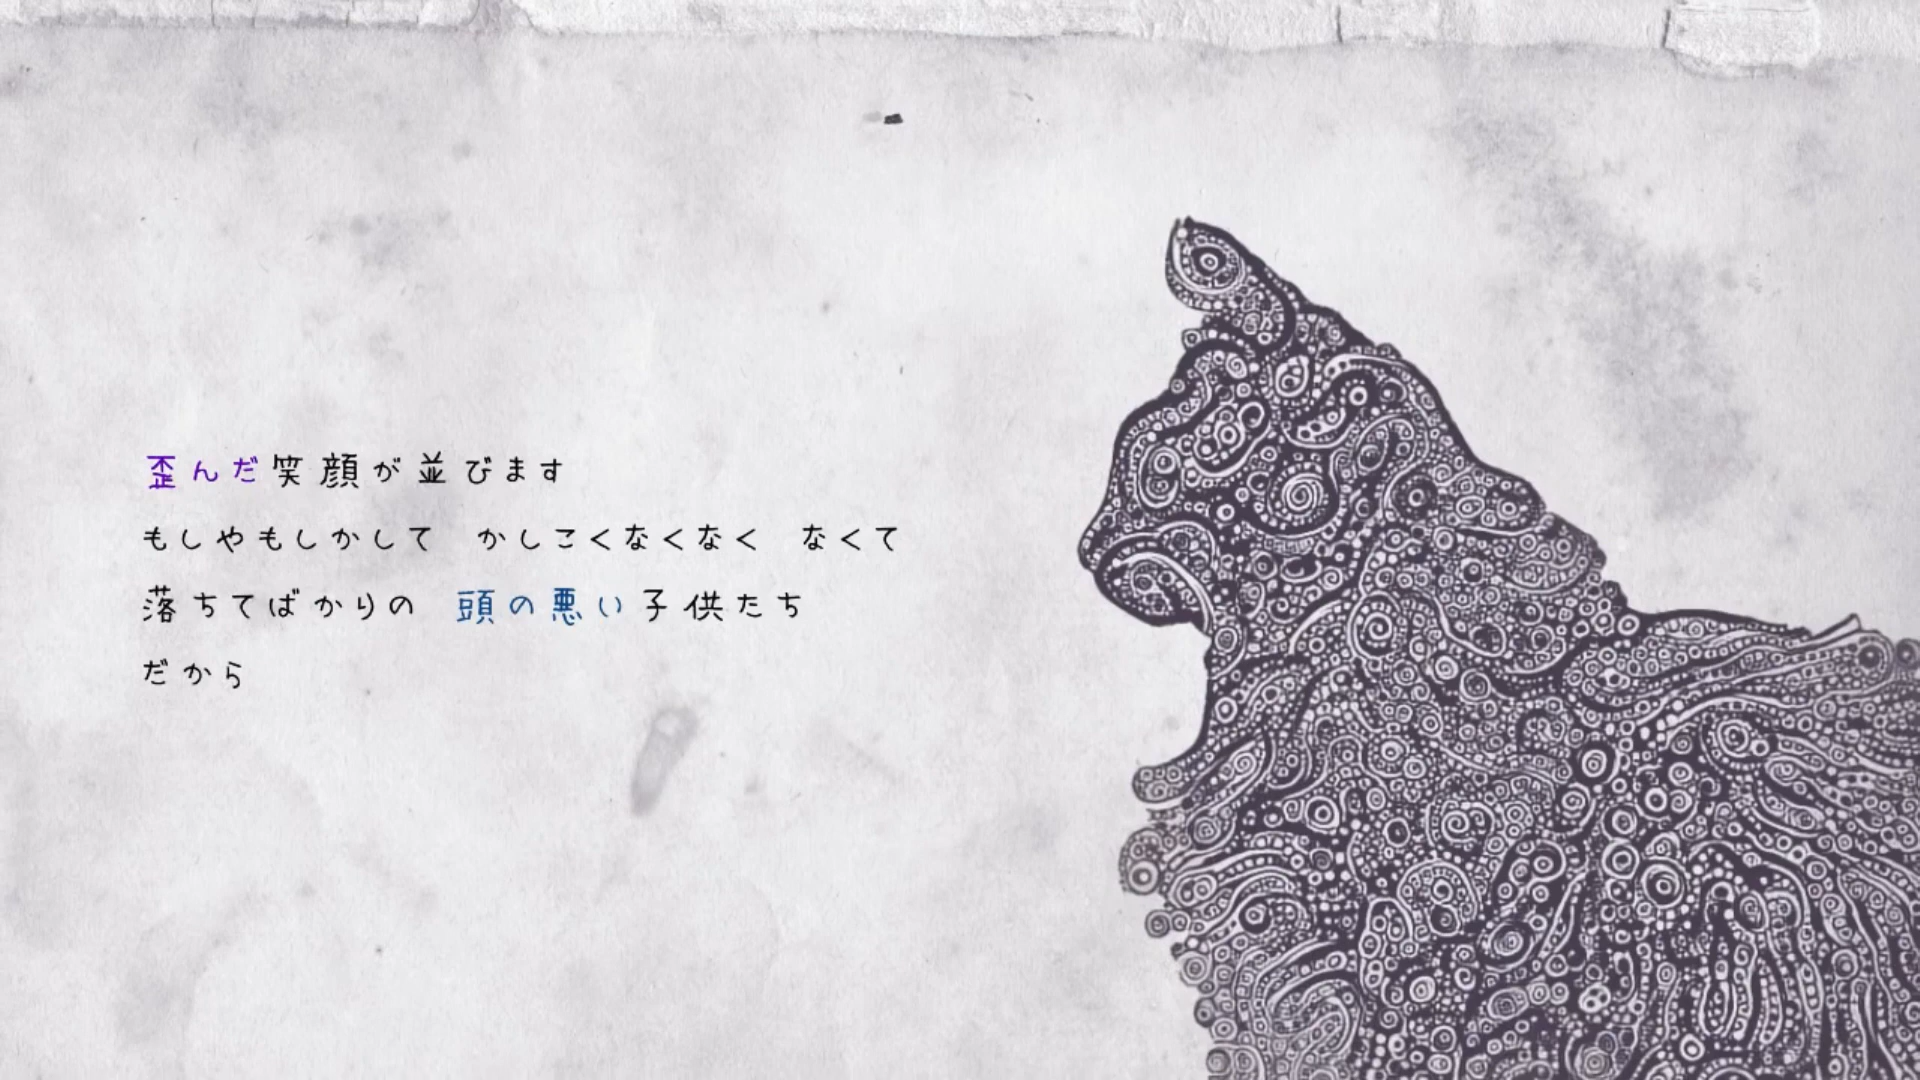 歪んだ笑顔が並びます
もしやもしかして　かしこくなくなく　なくて
落ちてばかりの　頭の悪い子供たち
だから